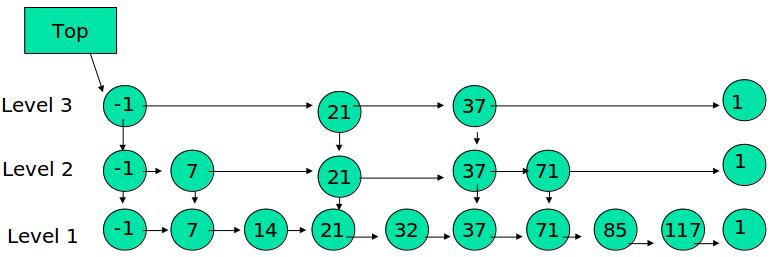 Top
Level 3 -1 21 37 1
Level 2 -1 7 21 37 71 1
Level 1 -1 7 14 21 32 37 71 85 117 1